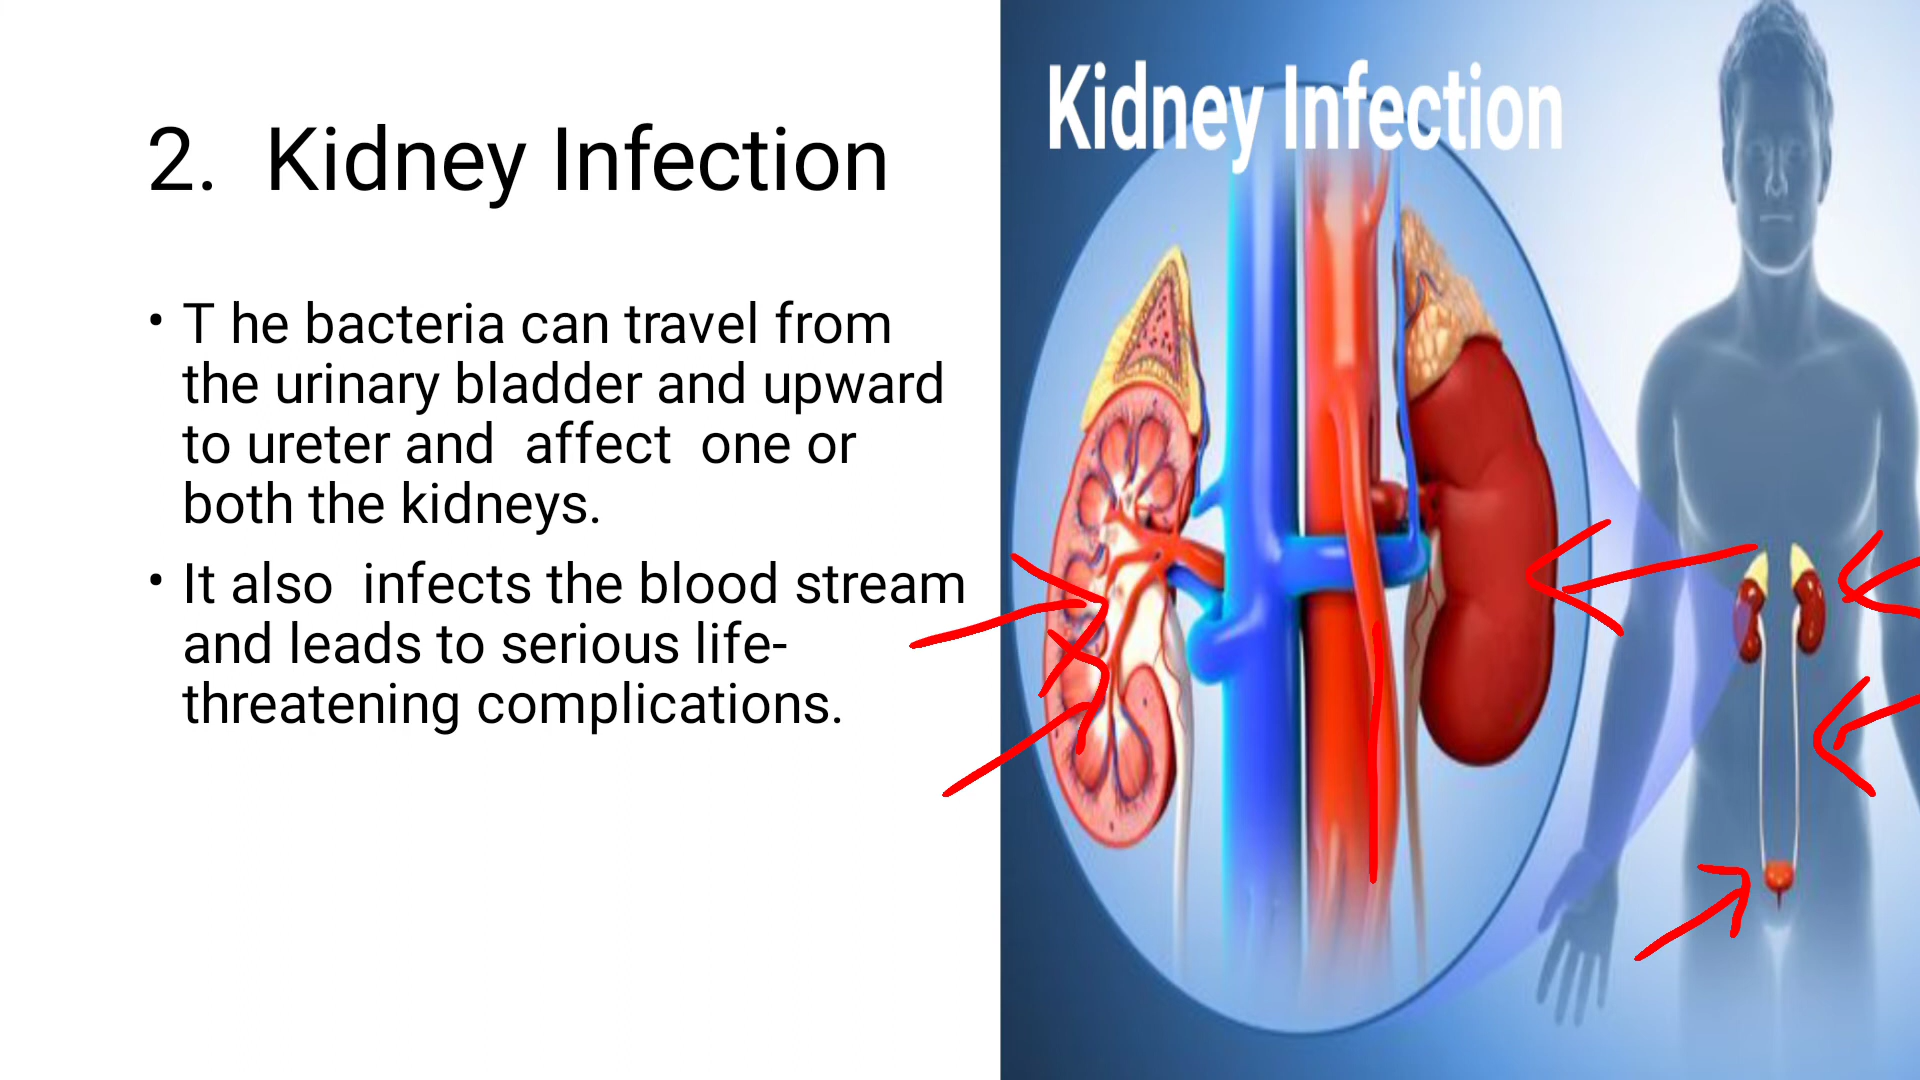 2. Kidney Infection
• T he bacteria can travel from
the urinary bladder and upward
to ureter and affect one or
both the kidneys.
• It also infects the blood stream
and leads to serious life-
threatening complications.
Kidney Infection